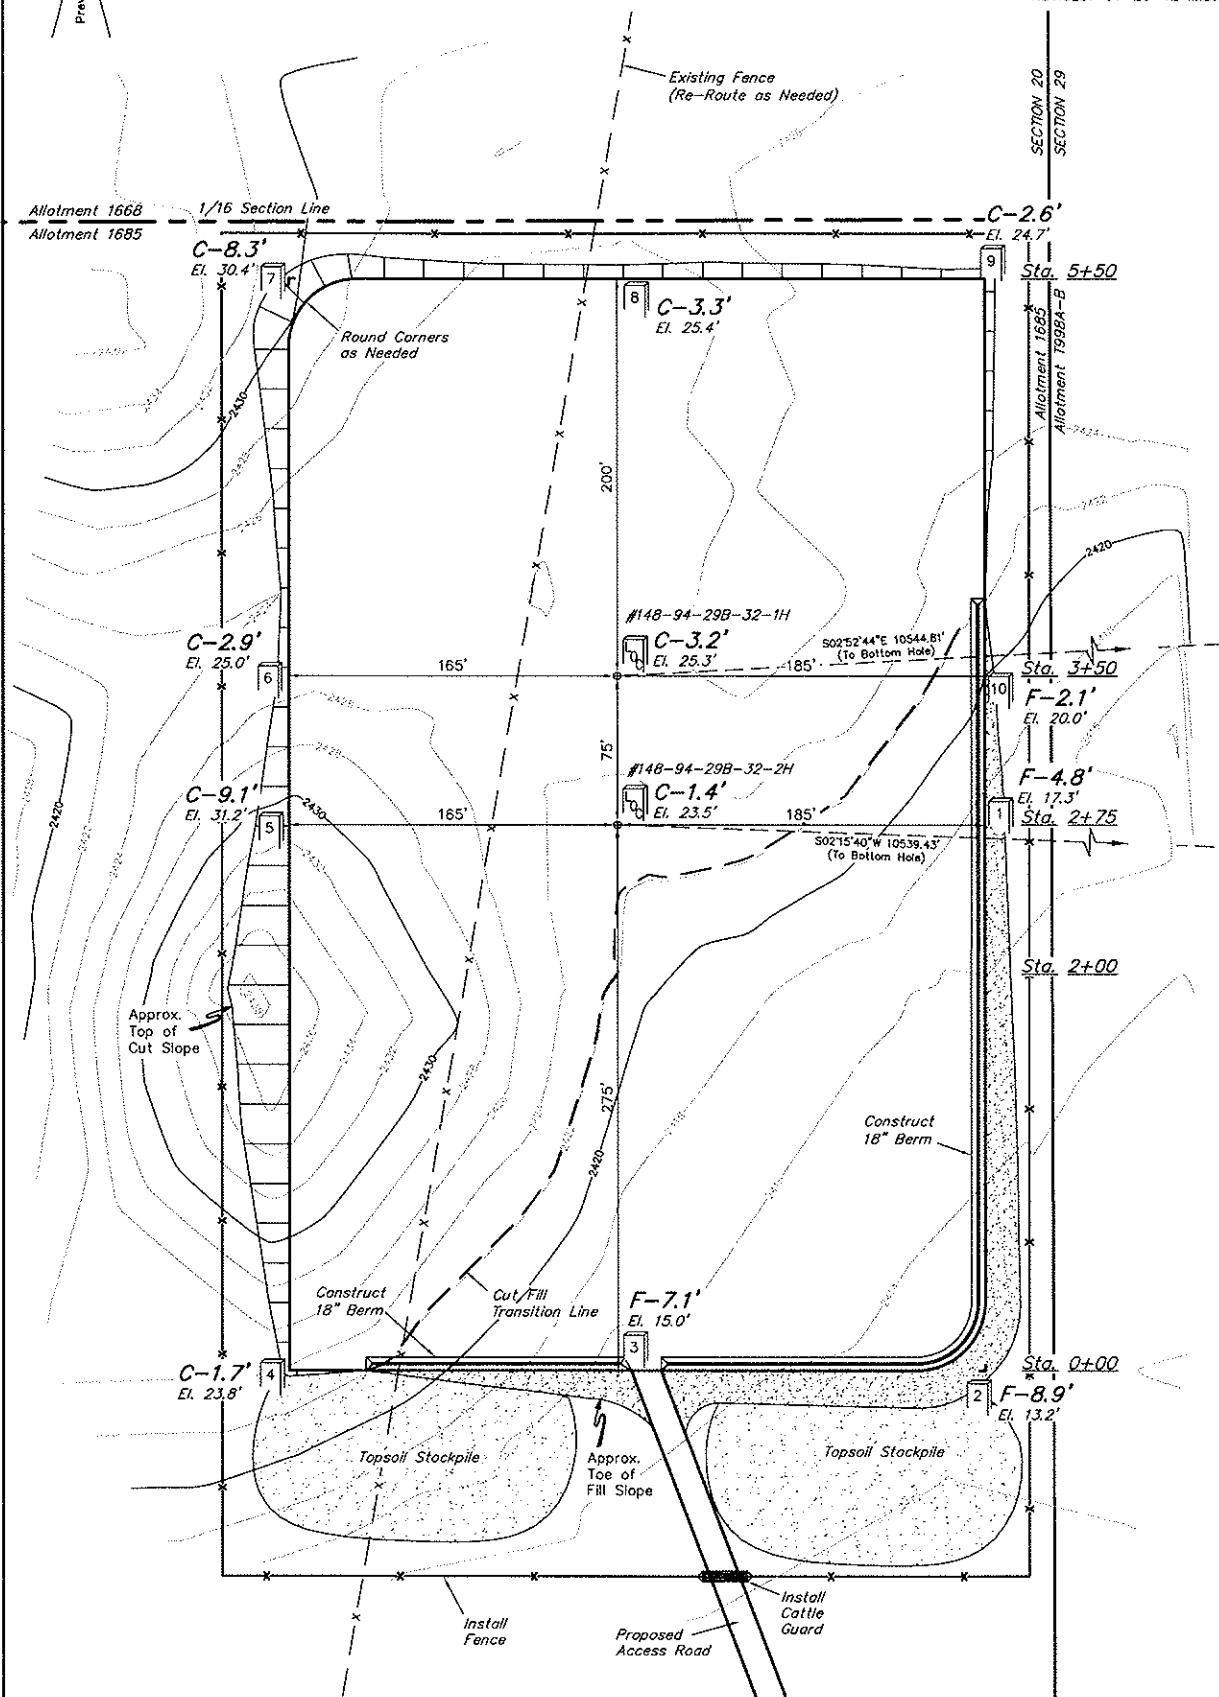 Prev
SECTION 20
SECTION 29
Existing Fence
(Re-Route as Needed)
Allotment 1668
1/16 Section Line
Allotment 1685
C-8.3'
El. 30.4'
7
C-2.6'
El. 24.7'
9
Sta. 5+50
8
C-3.3'
El. 25.4'
Round Corners
as Needed
Allotment 1685
Allotment T998A-B
2430
2425
2420
200'
#148-94-29B-32-1H
C-2.9'
El. 25.0'
6
C-3.2'
El. 25.3'
S02°52'44"E 10544.81'
(To Bottom Hole)
165'
185'
Sta. 3+50
10
F-2.1'
El. 20.0'
75'
#148-94-29B-32-2H
C-9.1'
El. 31.2'
5
2430
C-1.4'
El. 23.5'
F-4.8'
El. 17.3'
1
165'
185'
Sta. 2+75
S02°15'40"W 10539.43'
(To Bottom Hole)
2420
Sta. 2+00
Approx.
Top of
Cut Slope
2430
275'
2420
Construct
18" Berm
Construct
18" Berm
Cut/Fill
Transition Line
F-7.1'
El. 15.0'
3
C-1.7'
El. 23.8'
4
Sta. 0+00
2
F-8.9'
El. 13.2'
Topsoil Stockpile
Approx.
Toe of
Fill Slope
Topsoil Stockpile
Install
Fence
Proposed
Access Road
Install
Cattle
Guard